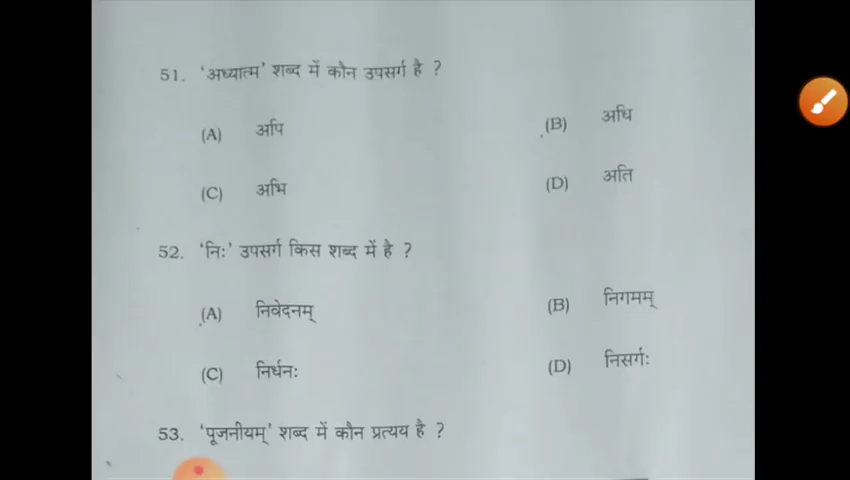 51. 'अध्यात्म' शब्द में कौन उपसर्ग है ?
(A) अपि (B) अधि
(C) अभि (D) अति
52. 'निः' उपसर्ग किस शब्द में है ?
(A) निवेदनम् (B) निगमम्
(C) निर्धनः (D) निसर्गः
53. 'पूजनीयम्' शब्द में कौन प्रत्यय है ?